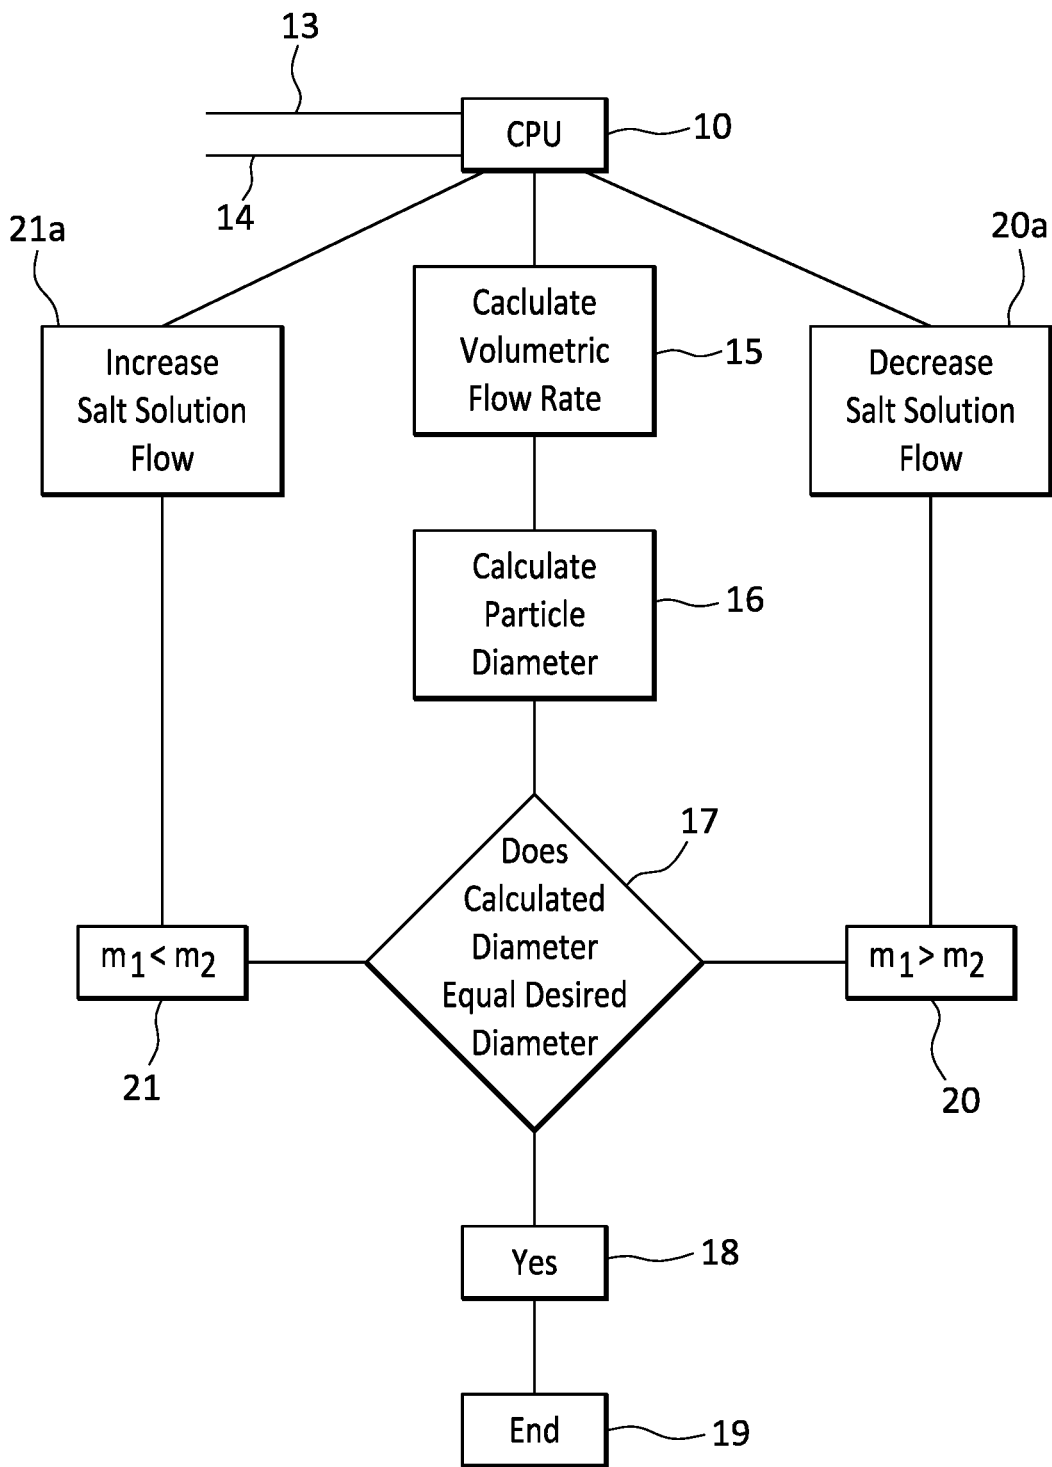 13
CPU
10
14
21a
20a
Caclulate
Volumetric
Flow Rate
15
Increase
Salt Solution
Flow
Decrease
Salt Solution
Flow
Calculate
Particle
Diameter
16
17
Does
Calculated
Diameter
Equal Desired
Diameter
m1 < m2
m1 > m2
21
20
Yes
18
End
19